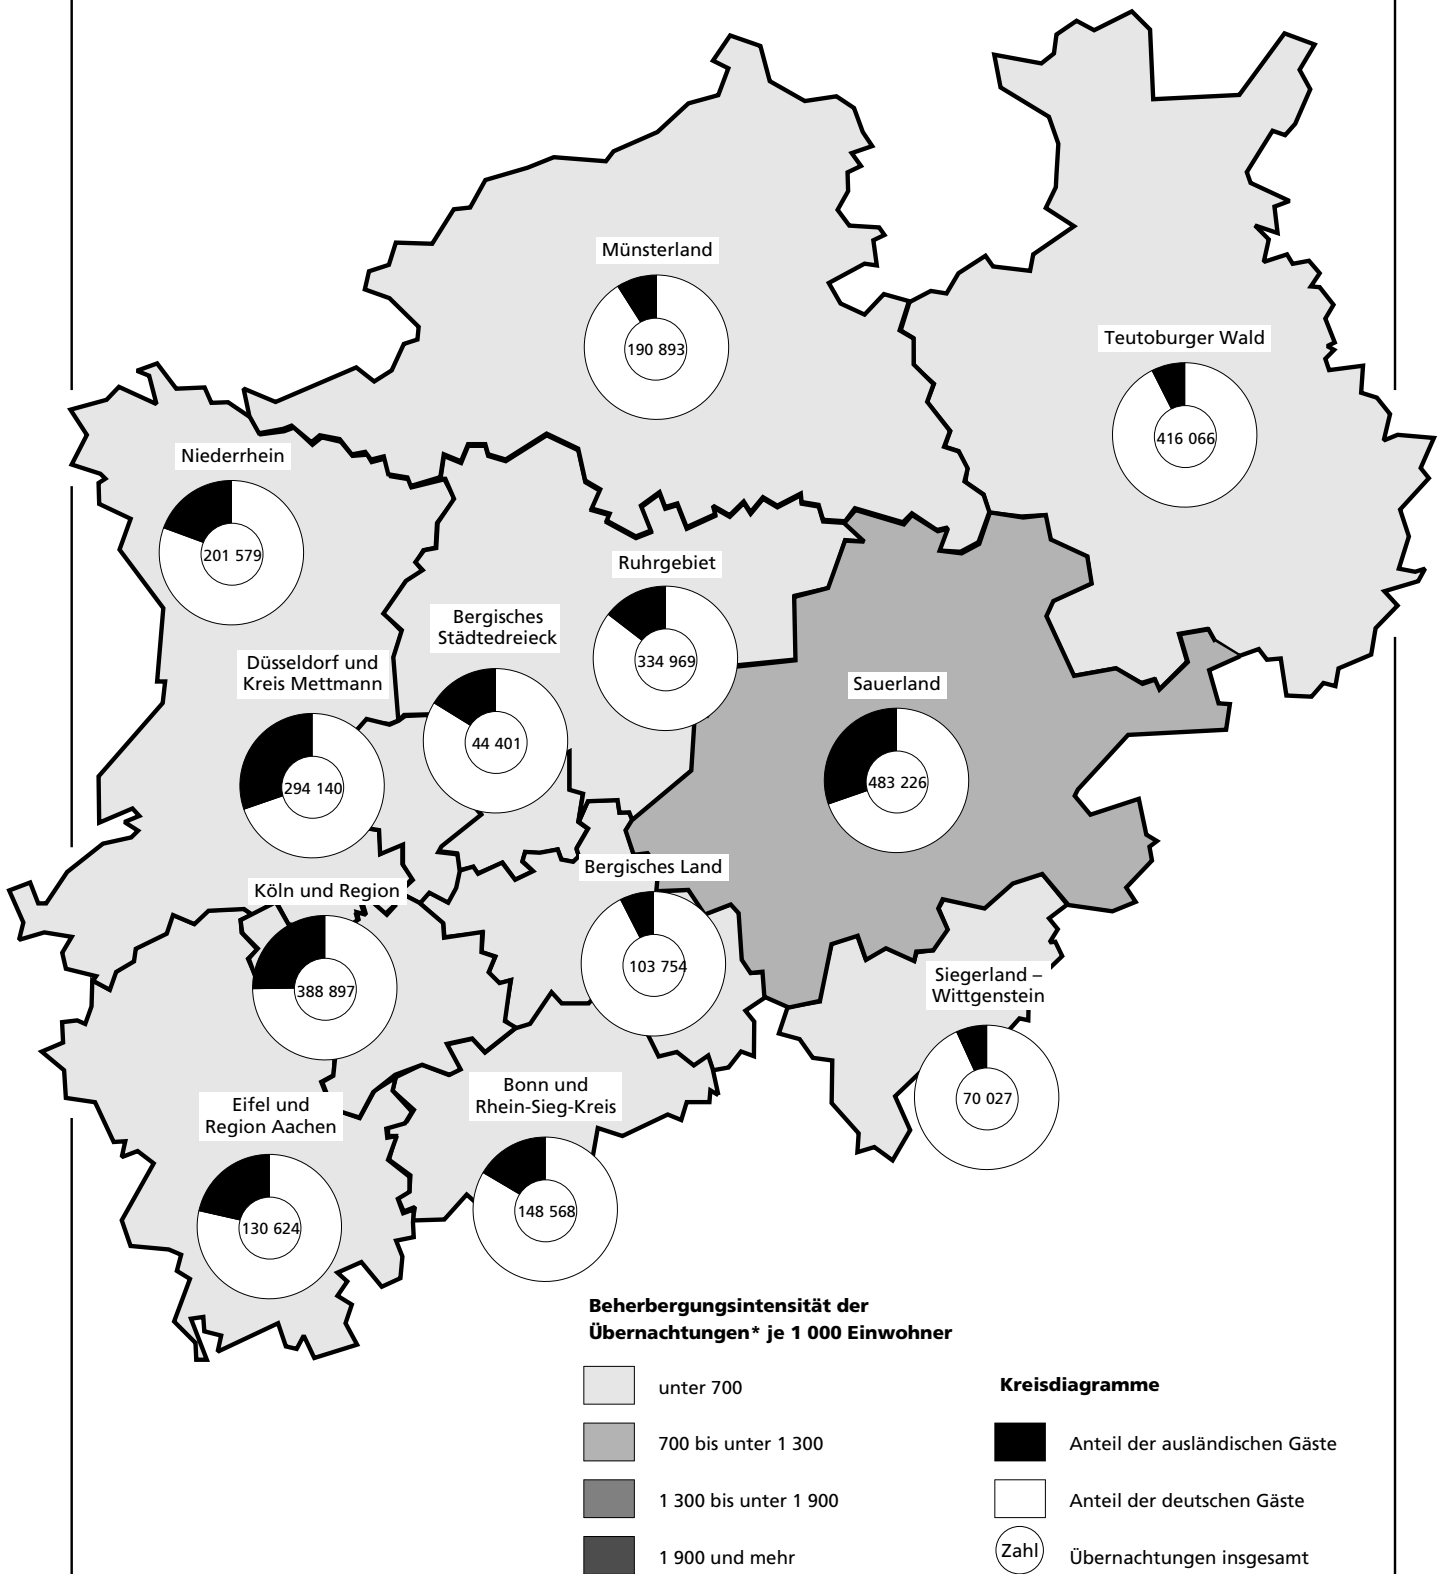 Münsterland
190 893
Teutoburger Wald
416 066
Niederrhein
201 579
Ruhrgebiet
334 969
Bergisches
Städtedreieck
44 401
Düsseldorf und
Kreis Mettmann
294 140
Sauerland
483 226
Bergisches Land
103 754
Köln und Region
388 897
Siegerland –
Wittgenstein
70 027
Bonn und
Rhein-Sieg-Kreis
148 568
Eifel und
Region Aachen
130 624
Beherbergungsintensität der
Übernachtungen* je 1 000 Einwohner
unter 700
700 bis unter 1 300
1 300 bis unter 1 900
1 900 und mehr
Kreisdiagramme
Anteil der ausländischen Gäste
Anteil der deutschen Gäste
Zahl Übernachtungen insgesamt